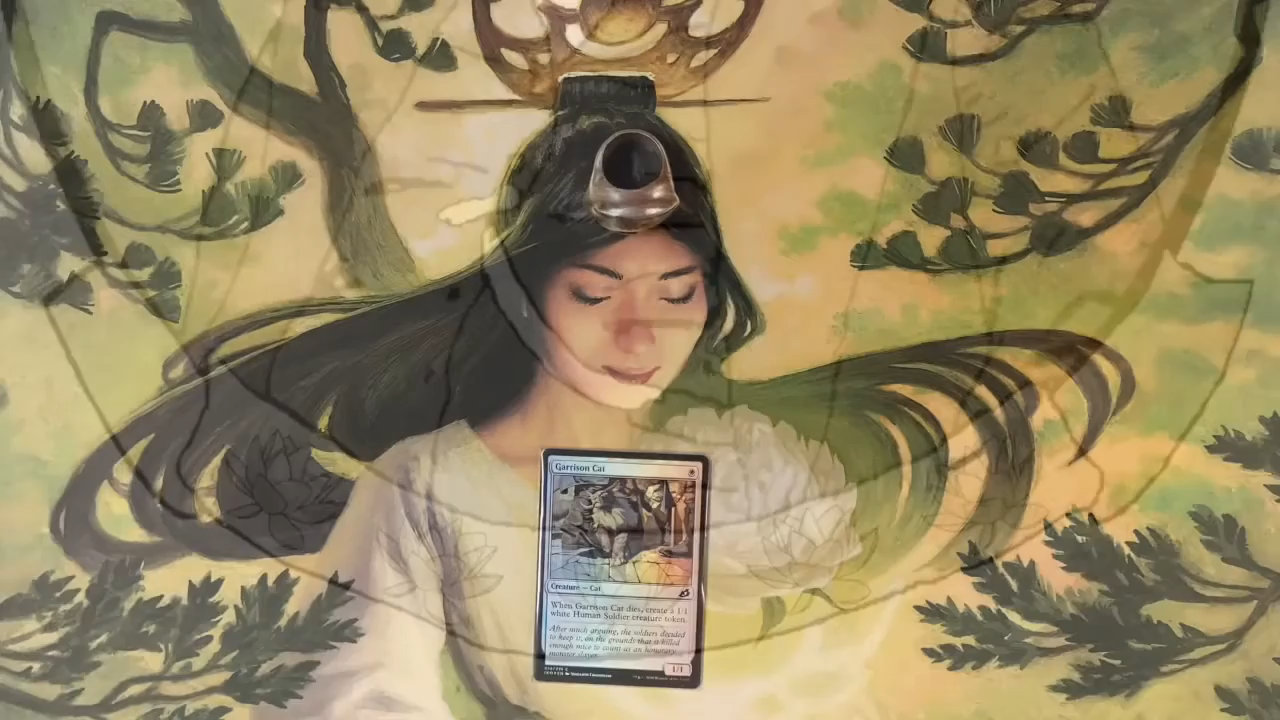 Garrison Cat
Creature — Cat
When Garrison Cat dies, create a 1/1
white Human Soldier creature token.
After much arguing, the soldiers decided
to keep it, on the grounds that it killed
enough mice to count as an honorary
monster slayer.
1/1